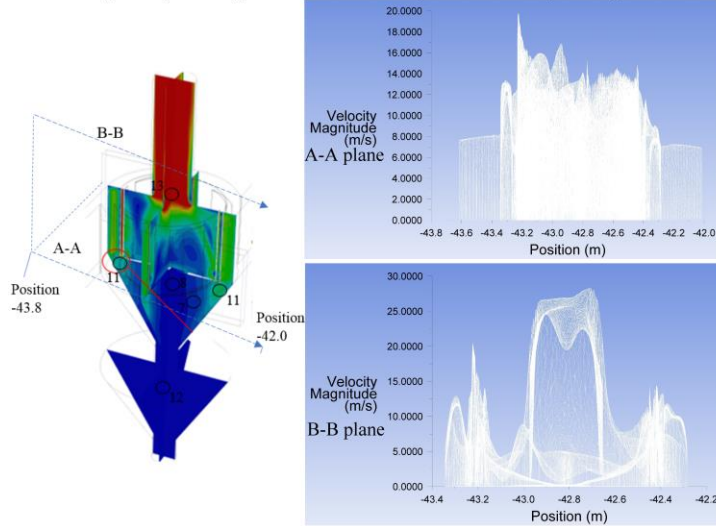 B-B
13
A-A
11
8
11
Position
-43.8
Position
-42.0
12
20.0000
18.0000
16.0000
14.0000
12.0000
10.0000
8.0000
6.0000
4.0000
2.0000
0.0000
Velocity
Magnitude
(m/s)
A-A plane
-43.8 -43.6 -43.4 -43.2 -43.0 -42.8 -42.6 -42.4 -42.2 -42.0
Position (m)
30.0000
25.0000
20.0000
15.0000
10.0000
5.0000
0.0000
Velocity
Magnitude
(m/s)
B-B plane
-43.4 -43.2 -43.0 -42.8 -42.6 -42.4 -42.2
Position (m)